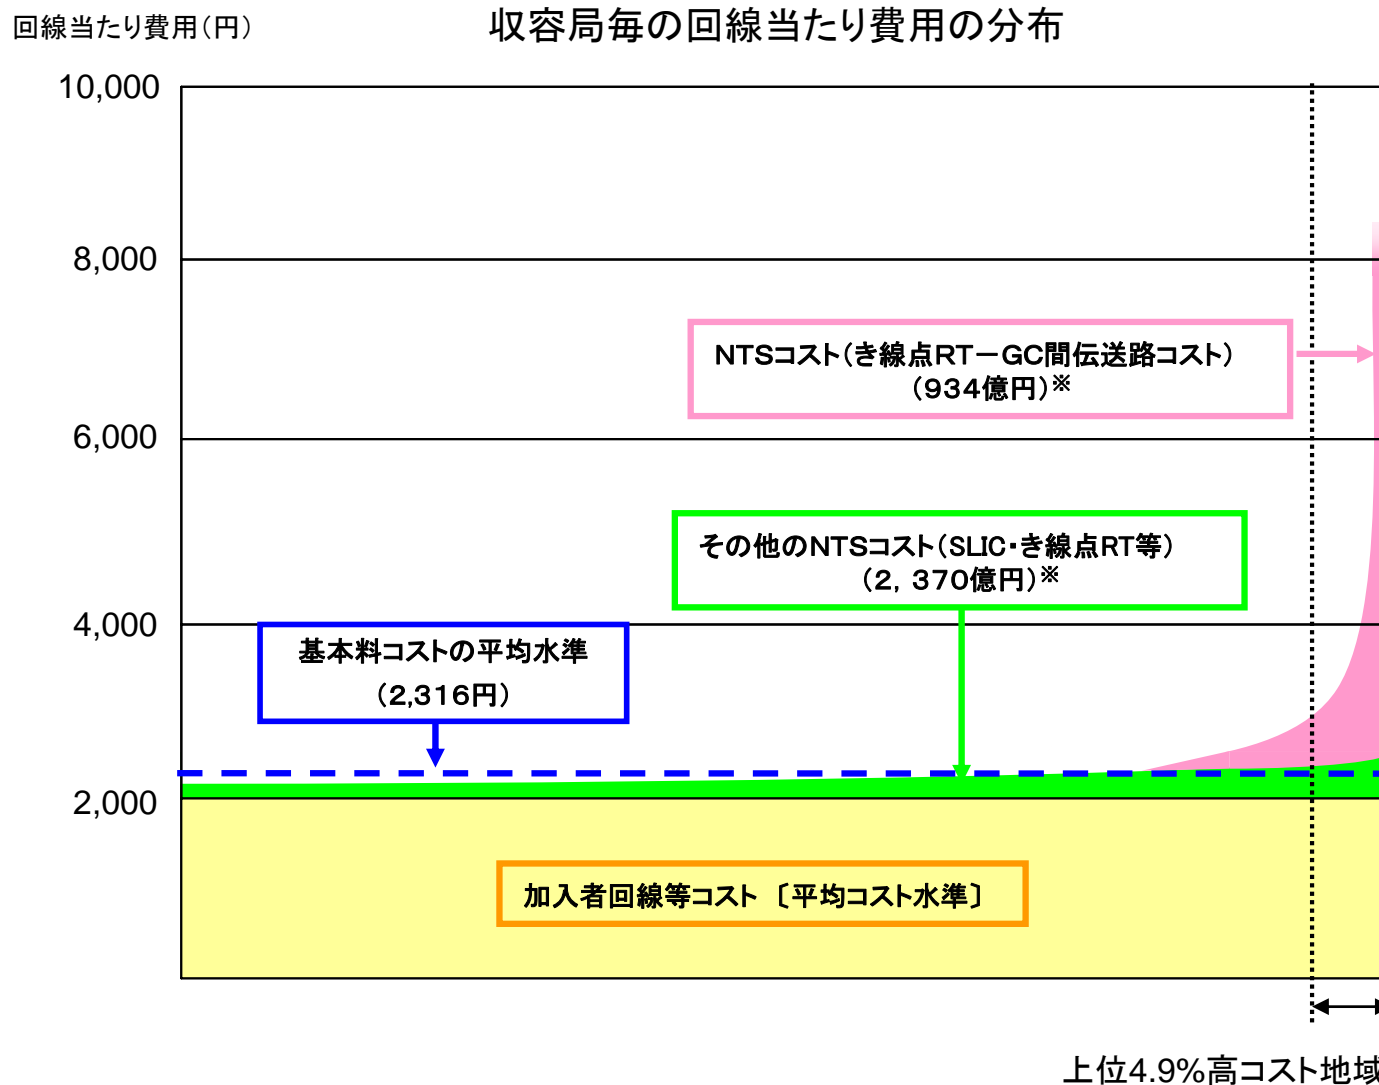 回線当たり費用（円）
収容局毎の回線当たり費用の分布
10,000
8,000
NTSコスト（き線点RT－GC間伝送路コスト）
（934億円）※
6,000
その他のNTSコスト（SLIC・き線点RT等）
（2，370億円）※
4,000
基本料コストの平均水準
（2,316円）
2,000
加入者回線等コスト〔平均コスト水準〕
上位4.9%高コスト地域